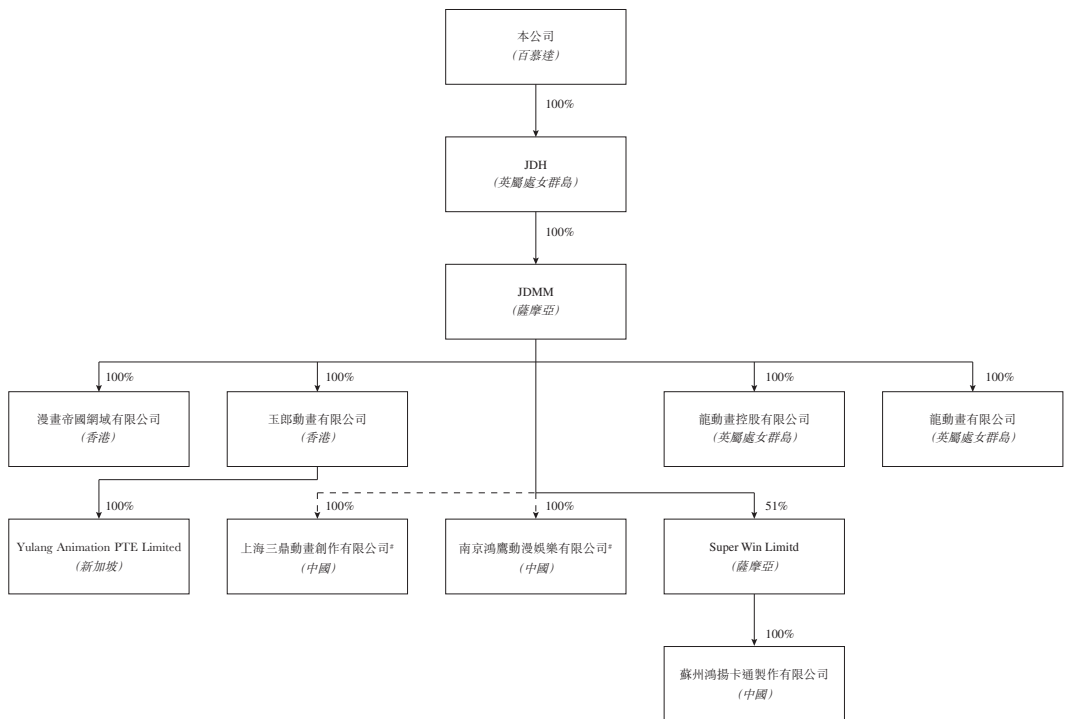 本公司
(百慕達)
100%
JDH
(英屬處女群島)
100%
JDMM
(薩摩亞)
100%
100%
100%
100%
漫畫帝國網域有限公司
(香港)
玉郎動畫有限公司
(香港)
龍動畫控股有限公司
(英屬處女群島)
龍動畫有限公司
(英屬處女群島)
100%
100%
100%
51%
Yulang Animation PTE Limited
(新加坡)
上海三鼎動畫創作有限公司#
(中國)
南京鴻鷹動漫娛樂有限公司#
(中國)
Super Win Limitd
(薩摩亞)
100%
蘇州鴻揚卡通製作有限公司
(中國)